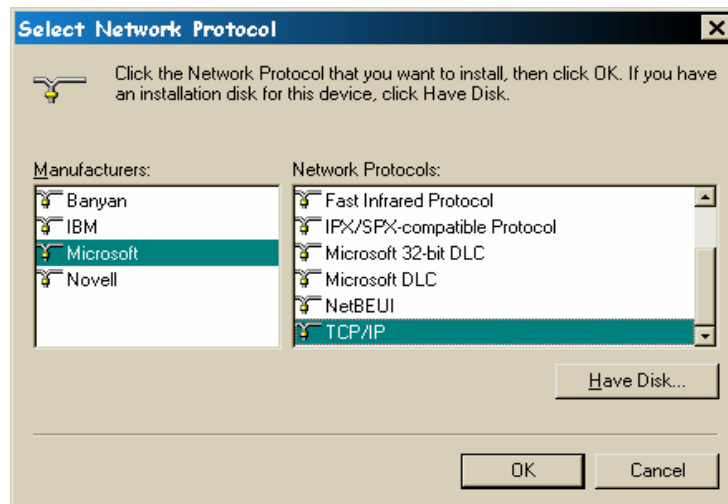 Select Network Protocol
Click the Network Protocol that you want to install, then click OK. If you have
an installation disk for this device, click Have Disk.
Manufacturers:
Banyan
IBM
Microsoft
Novell
Network Protocols:
Fast Infrared Protocol
IPX/SPX-compatible Protocol
Microsoft 32-bit DLC
Microsoft DLC
NetBEUI
TCP/IP
Have Disk...
OK
Cancel